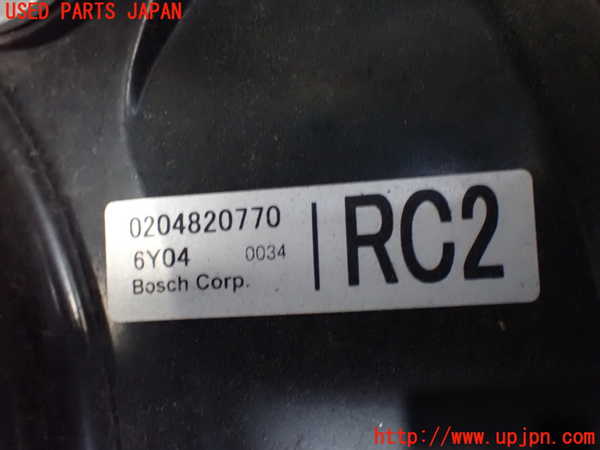 USED PARTS JAPAN
0204820770
6Y04 0034
Bosch Corp.
RC2
http://www.upjpn.com/